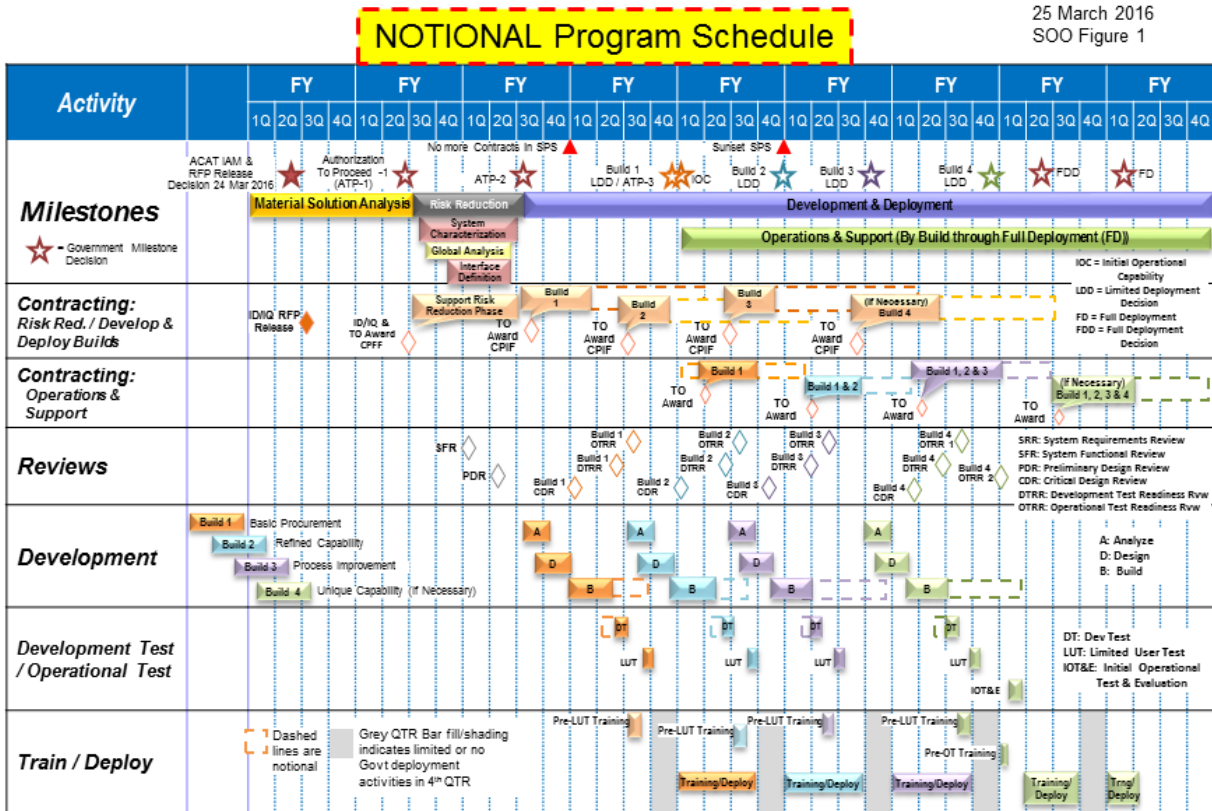 25 March 2016
SOO Figure 1
NOTIONAL Program Schedule
Activity
FY FY FY FY FY FY FY FY FY
1Q 2Q 3Q 4Q 1Q 2Q 3Q 4Q 1Q 2Q 3Q 4Q 1Q 2Q 3Q 4Q 1Q 2Q 3Q 4Q 1Q 2Q 3Q 4Q 1Q 2Q 3Q 4Q 1Q 2Q 3Q 4Q 1Q 2Q 3Q 4Q
No more Contracts In SPS
Sunset SPS
ACAT IAM &
RFP Release
Decision 24 Mar 2016
Authorization
To Proceed -1
(ATP-1)
ATP-2
Build 1
LDD / ATP-3
IOC
Build 2
LDD
Build 3
LDD
Build 4
LDD
FDD
FD
Milestones
= Government Milestone
Decision
Material Solution Analysis
Risk Reduction
Development & Deployment
System
Characterization
Global Analysis
Interface
Definition
Operations & Support (By Build through Full Deployment (FD))
IOC = Initial Operational
Capability
LDD = Limited Deployment
Decision
FD = Full Deployment
FDD = Full Deployment
Decision
Contracting:
Risk Red. / Develop &
Deploy Builds
ID/IQ RFP
Release
ID/IQ &
TO Award
CPFF
Support Risk
Reduction Phase
TO
Award
CPIF
Build
1
TO
Award
CPIF
Build
2
TO
Award
CPIF
Build
3
TO
Award
CPIF
(If Necessary)
Build 4
Contracting:
Operations &
Support
TO
Award
Build 1
TO
Award
Build 1 & 2
TO
Award
Build 1, 2 & 3
TO
Award
(If Necessary)
Build 1, 2, 3 & 4
Reviews
SFR
PDR
Build 1
OTRR
Build 1
DTRR
Build 1
CDR
Build 2
OTRR
Build 2
DTRR
Build 2
CDR
Build 3
OTRR
Build 3
DTRR
Build 3
CDR
Build 4
OTRR 1
Build 4
DTRR
Build 4
OTRR 2
Build 4
CDR
SRR: System Requirements Review
SFR: System Functional Review
PDR: Preliminary Design Review
CDR: Critical Design Review
DTRR: Development Test Readiness Rvw
OTRR: Operational Test Readiness Rvw
Development
Build 1 Basic Procurement
Build 2 Refined Capability
Build 3 Process Improvement
Build 4 Unique Capability (If Necessary)
A A A A
D D D D
B B B B
A: Analyze
D: Design
B: Build
Development Test
/ Operational Test
DT DT DT DT
LUT LUT LUT LUT
IOT&E
DT: Dev Test
LUT: Limited User Test
IOT&E: Initial Operational
Test & Evaluation
Train / Deploy
Dashed
lines are
notional
Grey QTR Bar fill/shading
indicates limited or no
Govt deployment
activities in 4th QTR
Pre-LUT Training
Pre-LUT Training
Pre-LUT Training
Pre-LUT Training
Pre-OT Training
Training/Deploy
Training/Deploy
Training/Deploy
Training/
Deploy
Trng/
Deploy